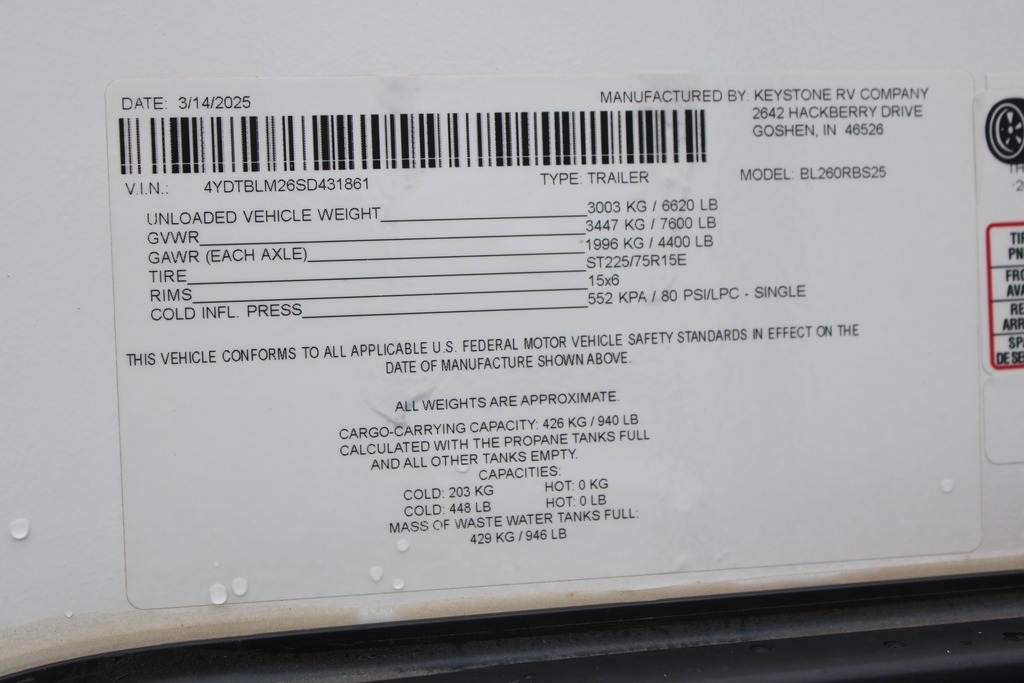 DATE: 3/14/2025
MANUFACTURED BY: KEYSTONE RV COMPANY
2642 HACKBERRY DRIVE
GOSHEN, IN 46526
V.I.N.: 4YDTBLM26SD431861 TYPE: TRAILER MODEL: BL260RBS25
UNLOADED VEHICLE WEIGHT 3003 KG / 6620 LB
GVWR 3447 KG / 7600 LB
GAWR (EACH AXLE) 1996 KG / 4400 LB
TIRE ST225/75R15E
RIMS 15x6
COLD INFL. PRESS 552 KPA / 80 PSI/LPC - SINGLE
THIS VEHICLE CONFORMS TO ALL APPLICABLE U.S. FEDERAL MOTOR VEHICLE SAFETY STANDARDS IN EFFECT ON THE
DATE OF MANUFACTURE SHOWN ABOVE.
ALL WEIGHTS ARE APPROXIMATE.
CARGO-CARRYING CAPACITY: 426 KG / 940 LB
CALCULATED WITH THE PROPANE TANKS FULL
AND ALL OTHER TANKS EMPTY.
CAPACITIES:
COLD: 203 KG HOT: 0 KG
COLD: 448 LB HOT: 0 LB
MASS OF WASTE WATER TANKS FULL:
429 KG / 946 LB